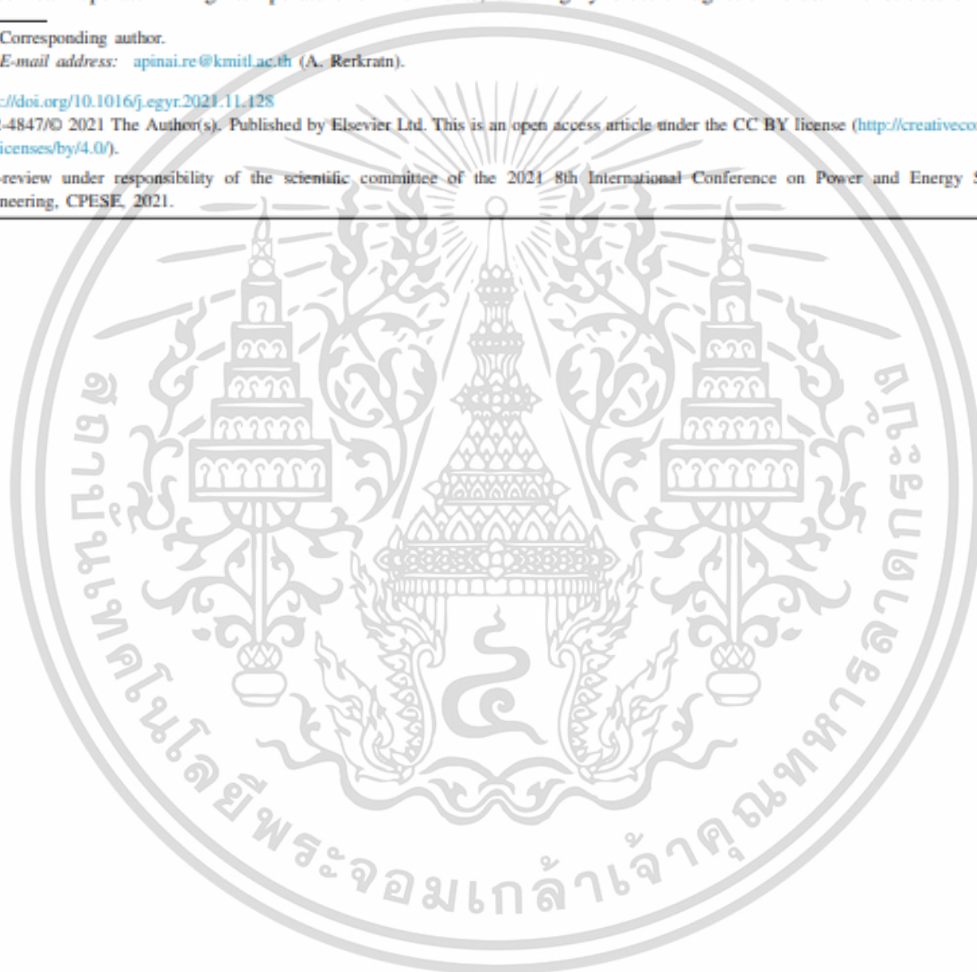 Corresponding author.
E-mail address: apinai.re@kmitl.ac.th (A. Rerkratn).
://doi.org/10.1016/j.egyr.2021.11.128
-4847/© 2021 The Author(s). Published by Elsevier Ltd. This is an open access article under the CC BY license (http://creativeco
icenses/by/4.0/).
-review under responsibility of the scientific committee of the 2021 8th International Conference on Power and Energy S
neering, CPESE, 2021.
สถาบันเทคโนโลยีพระจอมเกล้าเจ้าคุณทหารลาดกระบัง